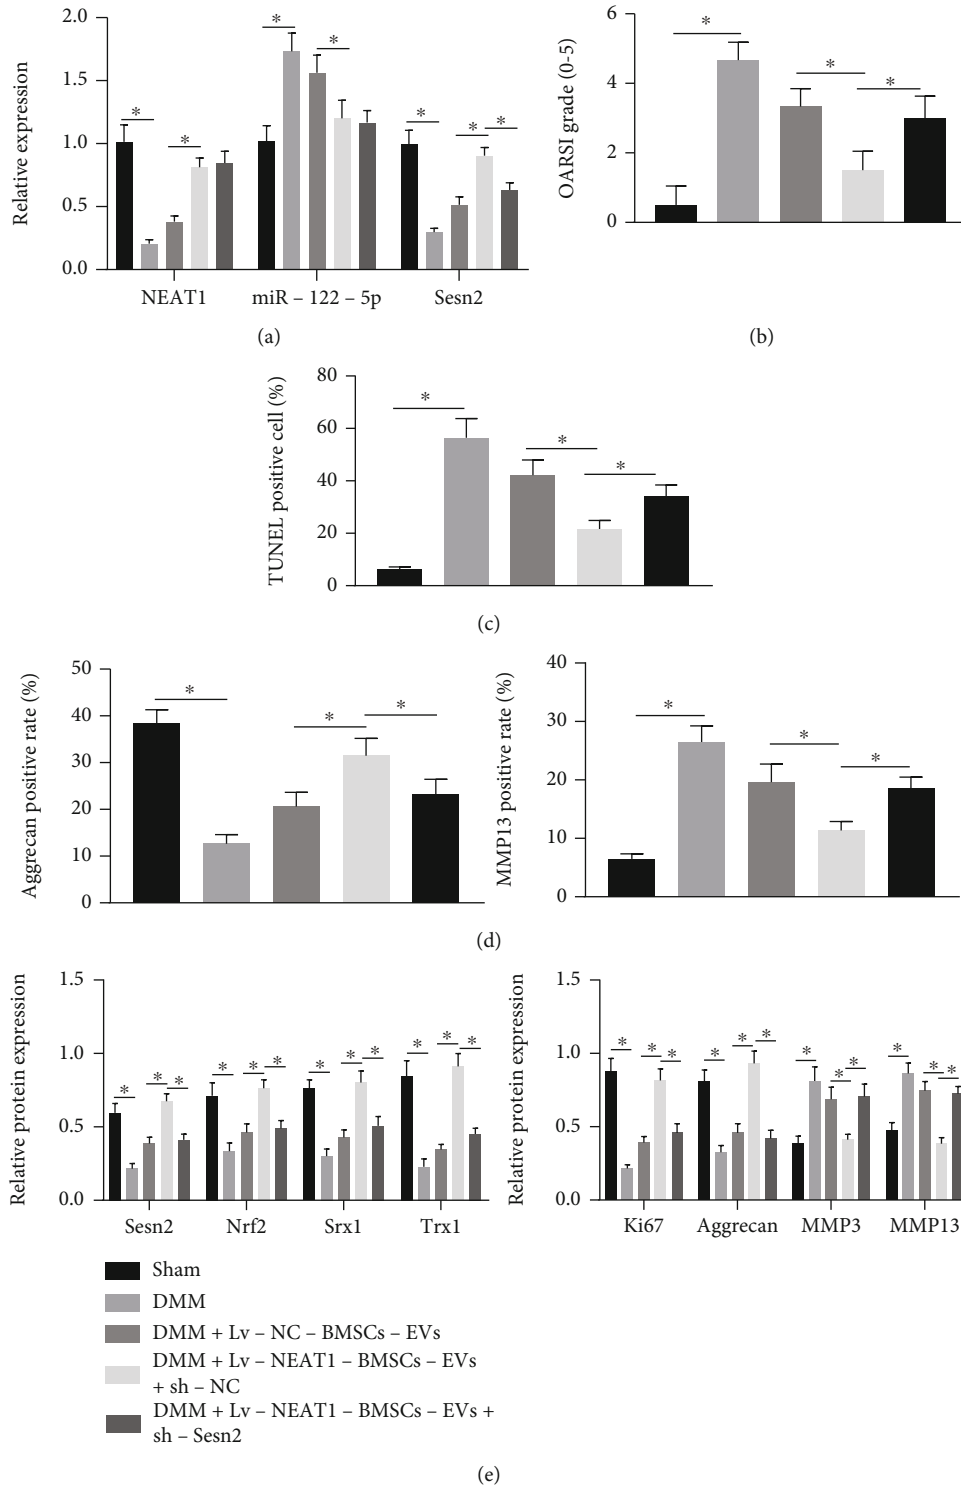 Relative expression
2.0
1.5
1.0
0.5
0.0
* * * * * * *
NEAT1 miR – 122 – 5p Sesn2
(a)
OARSI grade (0-5)
6
4
2
0
* * *
(b)
TUNEL positive cell (%)
80
60
40
20
0
* * *
(c)
Aggrecan positive rate (%)
50
40
30
20
10
0
* * *
MMP13 positive rate (%)
40
30
20
10
0
* * *
(d)
Relative protein expression
1.5
1.0
0.5
0.0
* * * * * * * * * * * *
Sesn2 Nrf2 Srx1 Trx1
Relative protein expression
1.5
1.0
0.5
0.0
* * * * * * * * * * * *
Ki67 Aggrecan MMP3 MMP13
Sham
DMM
DMM + Lv – NC – BMSCs – EVs
DMM + Lv – NEAT1 – BMSCs – EVs
+ sh – NC
DMM + Lv – NEAT1 – BMSCs – EVs +
sh – Sesn2
(e)